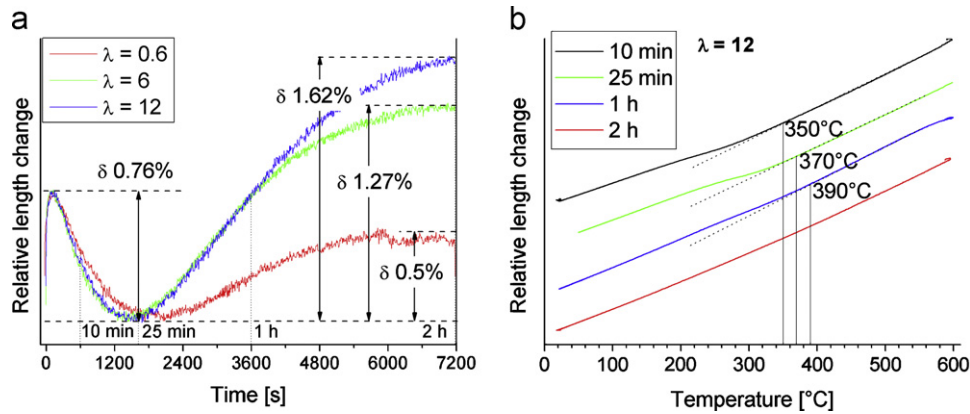 a
λ = 0.6
λ = 6
λ = 12
δ 1.62%
δ 0.76%
δ 1.27%
δ 0.5%
10 min
25 min
1 h
2 h
0 1200 2400 3600 4800 6000 7200
Time [s]
Relative length change
b
10 min
25 min
1 h
2 h
λ = 12
350°C
370°C
390°C
0 100 200 300 400 500 600
Temperature [°C]
Relative length change